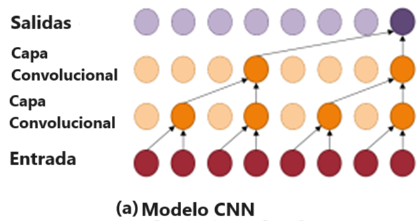 Salidas
Capa
Convolucional
Capa
Convolucional
Entrada
(a) Modelo CNN